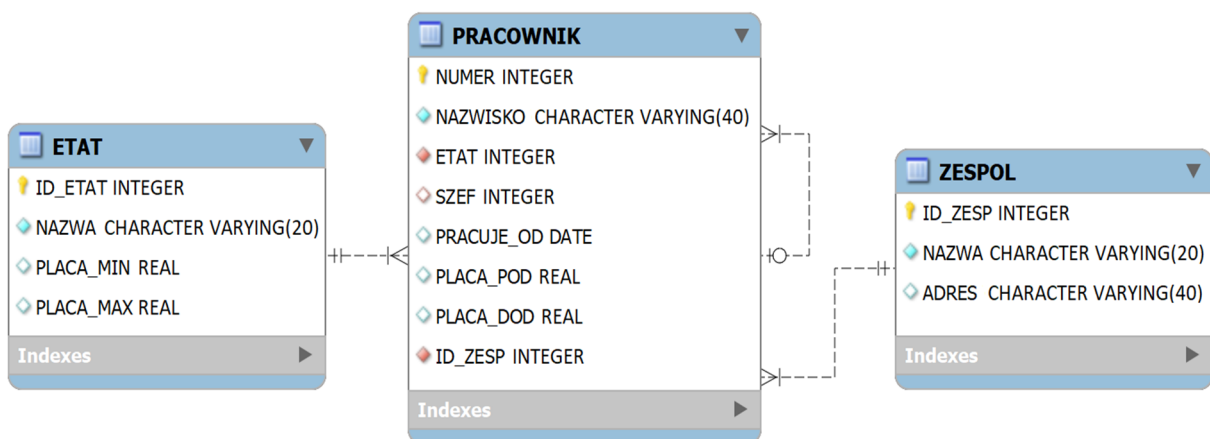 ETAT
ID_ETAT INTEGER
NAZWA CHARACTER VARYING(20)
PLACA_MIN REAL
PLACA_MAX REAL
Indexes
PRACOWNIK
NUMER INTEGER
NAZWISKO CHARACTER VARYING(40)
ETAT INTEGER
SZEF INTEGER
PRACUJE_OD DATE
PLACA_POD REAL
PLACA_DOD REAL
ID_ZESP INTEGER
Indexes
ZESPOL
ID_ZESP INTEGER
NAZWA CHARACTER VARYING(20)
ADRES CHARACTER VARYING(40)
Indexes